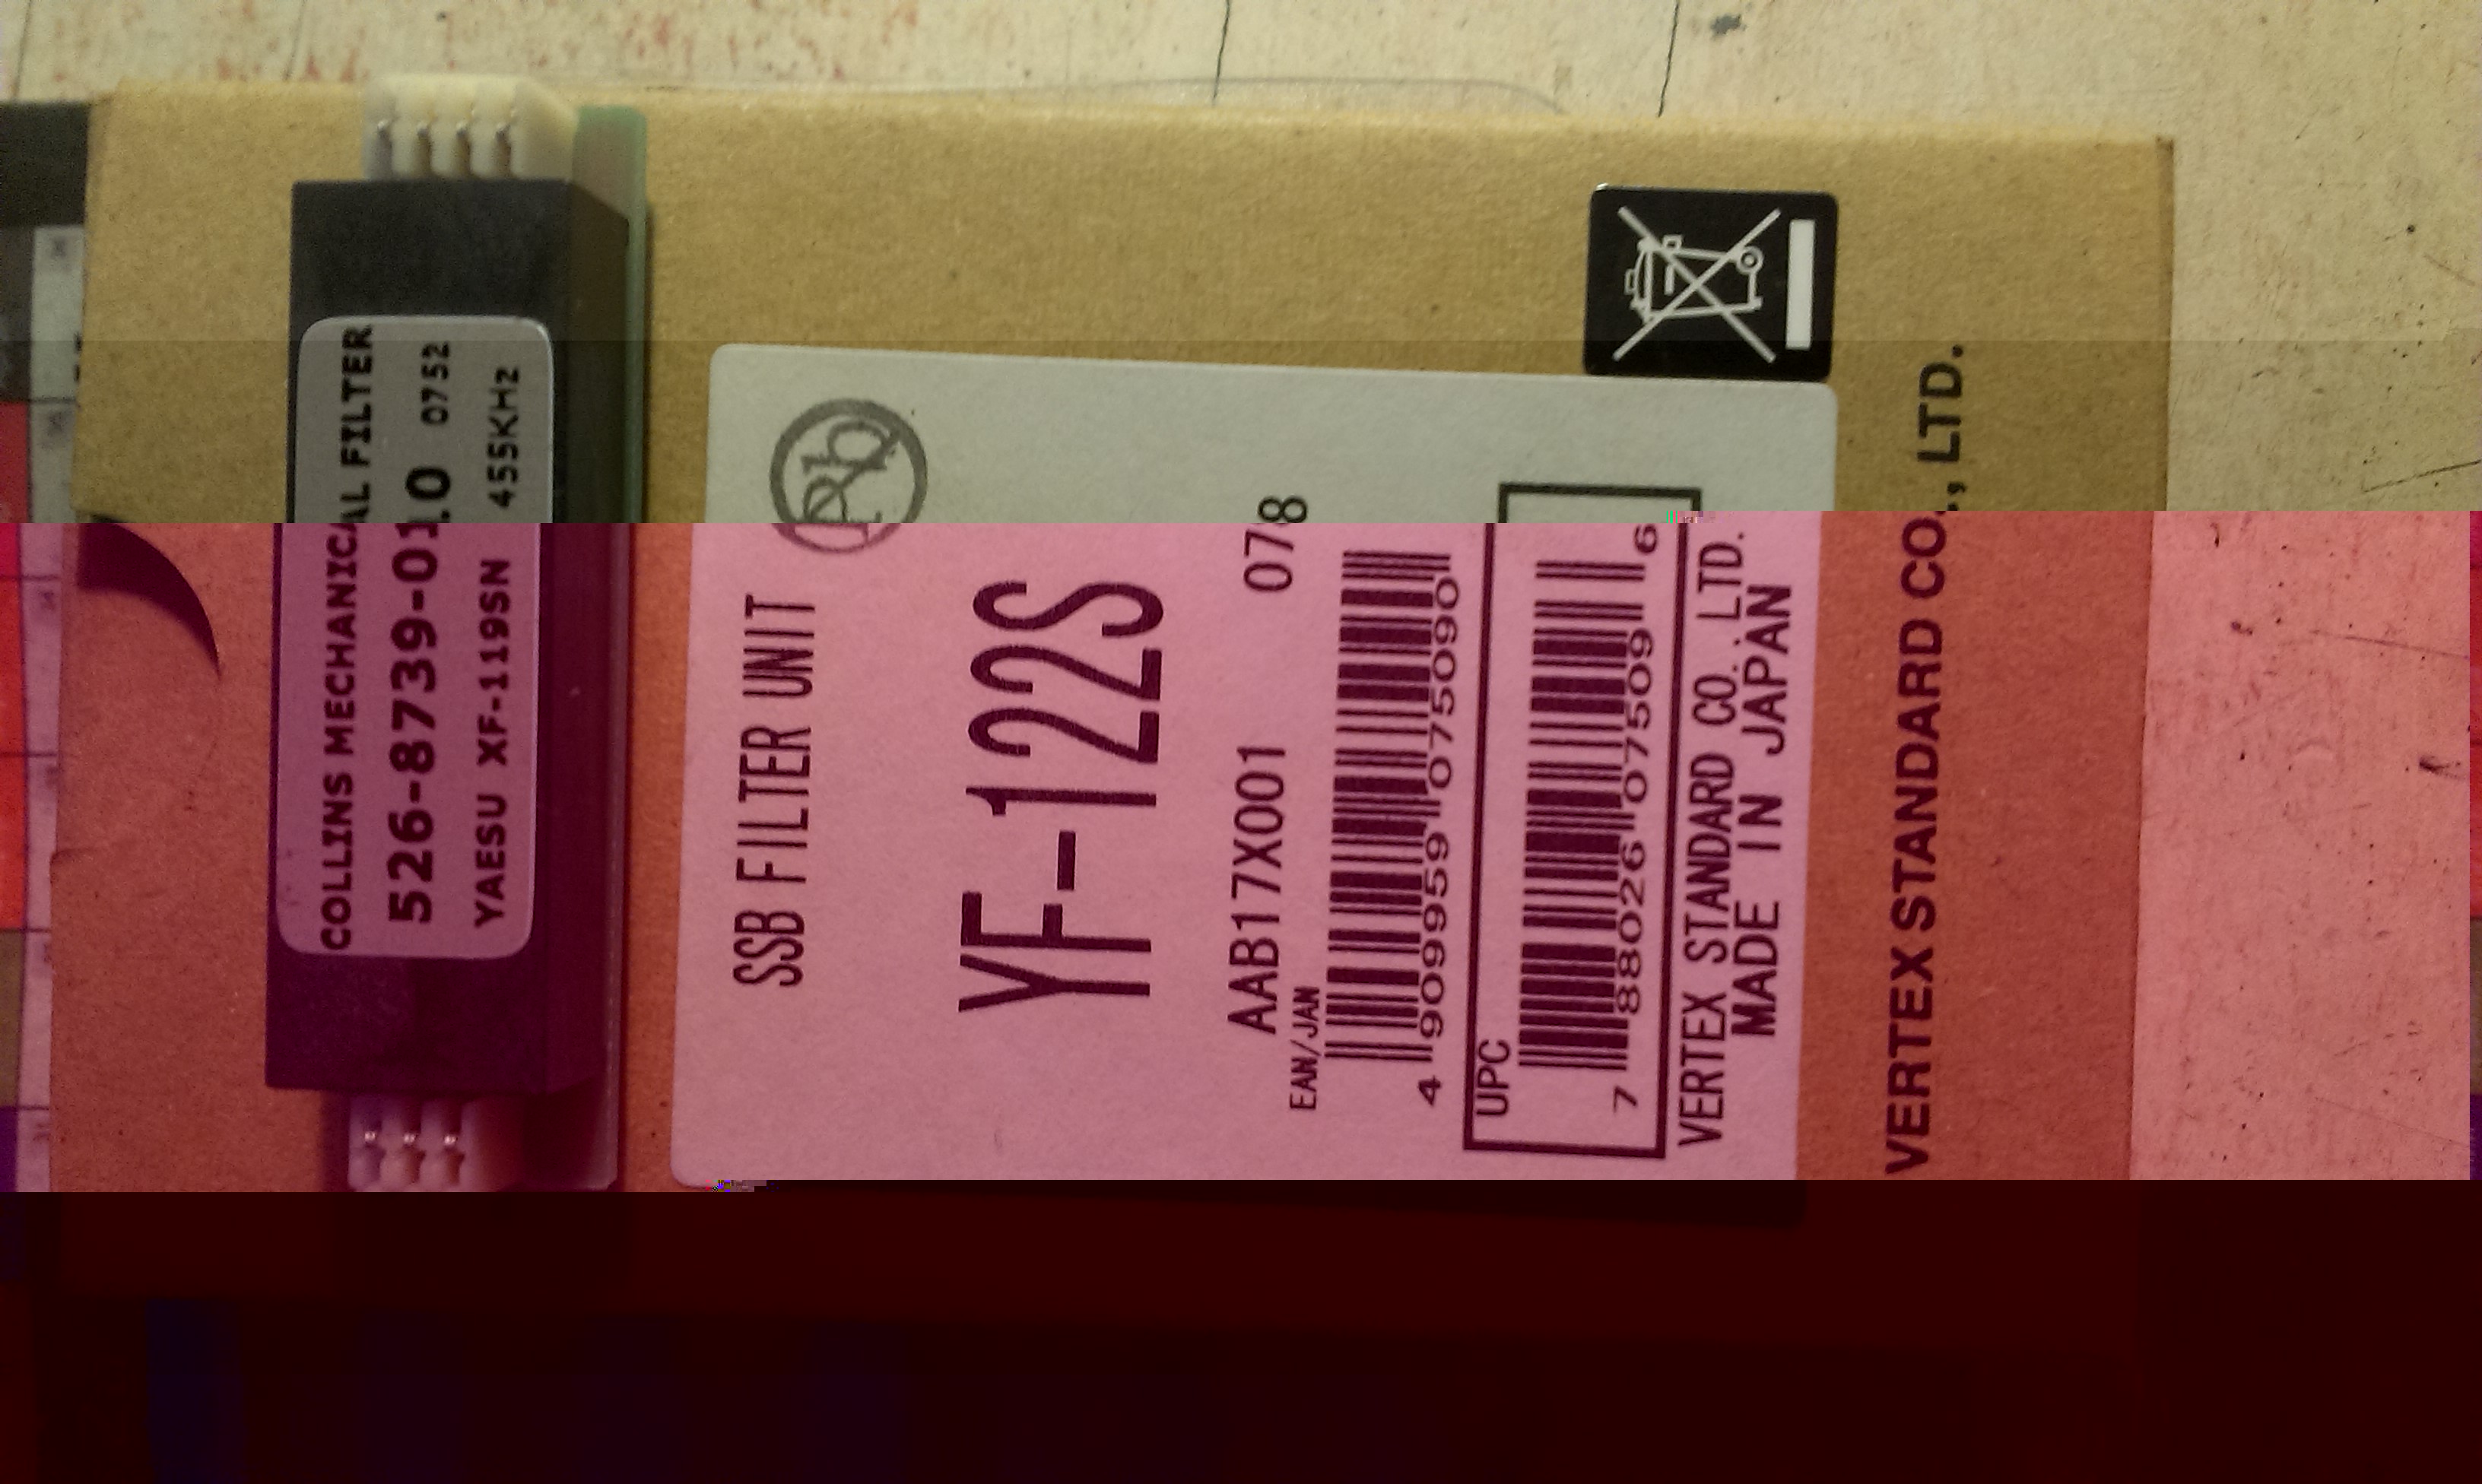 COLLINS MECHANICAL FILTER
526-8739-010 0752
YAESU XF-119SN 455KHz
Pb
SSB FILTER UNIT
YF-122S
AAB17X001 078
EAN/JAN
4 909959 075090
UPC
7 88026 07509 6
VERTEX STANDARD CO., LTD.
MADE IN JAPAN
VERTEX STANDARD CO., LTD.